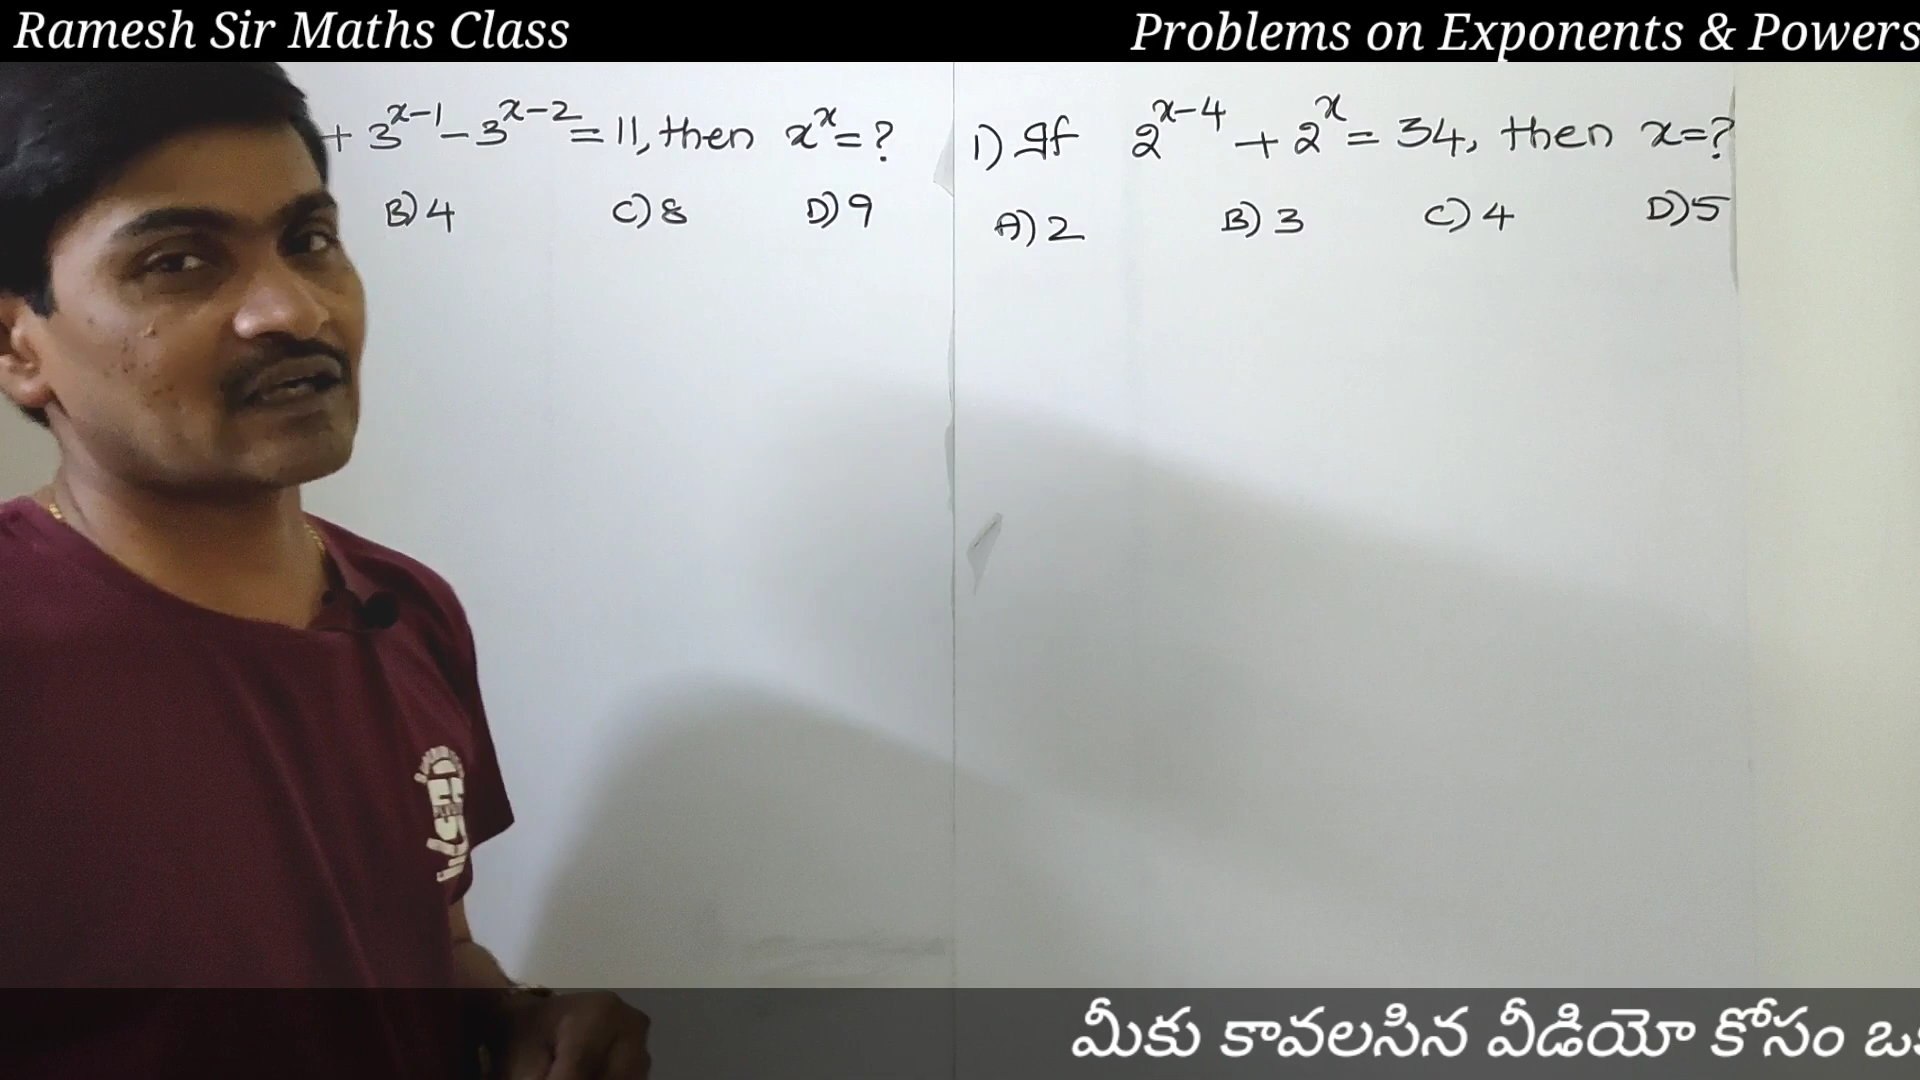 Ramesh Sir Maths Class
Problems on Exponents & Powers
+ 3^{x-1} - 3^{x-2} = 11, then x^x = ?
B) 4 C) 8 D) 9
1) If 2^{x-4} + 2^x = 34, then x = ?
A) 2 B) 3 C) 4 D) 5
మీకు కావలసిన వీడియో కోసం